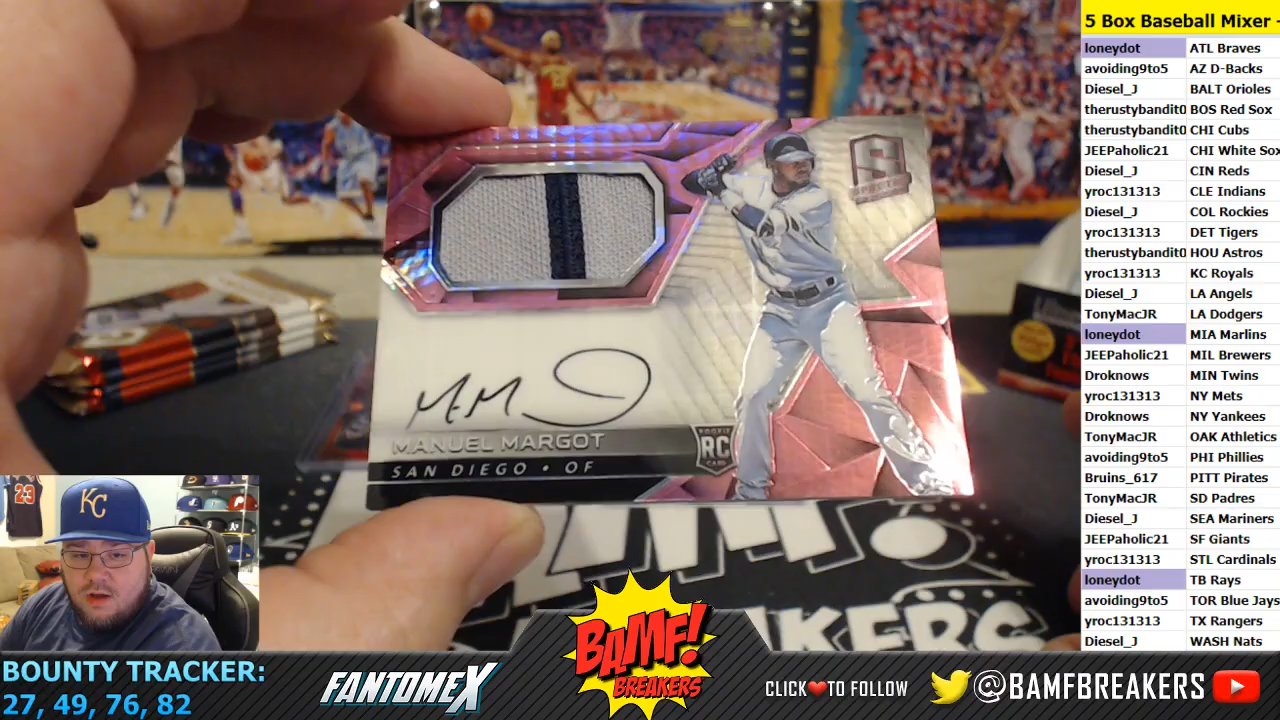 5 Box Baseball Mixer -
loneydot ATL Braves
avoiding9to5 AZ D-Backs
Diesel_J BALT Orioles
therustybandit0 BOS Red Sox
therustybandit0 CHI Cubs
JEEPaholic21 CHI White Sox
Diesel_J CIN Reds
yroc131313 CLE Indians
Diesel_J COL Rockies
yroc131313 DET Tigers
therustybandit0 HOU Astros
yroc131313 KC Royals
Diesel_J LA Angels
TonyMacJR LA Dodgers
loneydot MIA Marlins
JEEPaholic21 MIL Brewers
Droknows MIN Twins
yroc131313 NY Mets
Droknows NY Yankees
TonyMacJR OAK Athletics
avoiding9to5 PHI Phillies
Bruins_617 PITT Pirates
TonyMacJR SD Padres
Diesel_J SEA Mariners
JEEPaholic21 SF Giants
yroc131313 STL Cardinals
loneydot TB Rays
avoiding9to5 TOR Blue Jays
yroc131313 TX Rangers
Diesel_J WASH Nats
S
M.M
MANUEL MARGOT
SAN DIEGO • OF
ROOKIE
RC
CARD
23
KC
BOUNTY TRACKER:
27, 49, 76, 82
FANTOMEX
BAMF!
BREAKERS
CLICK❤TO FOLLOW
@BAMFBREAKERS